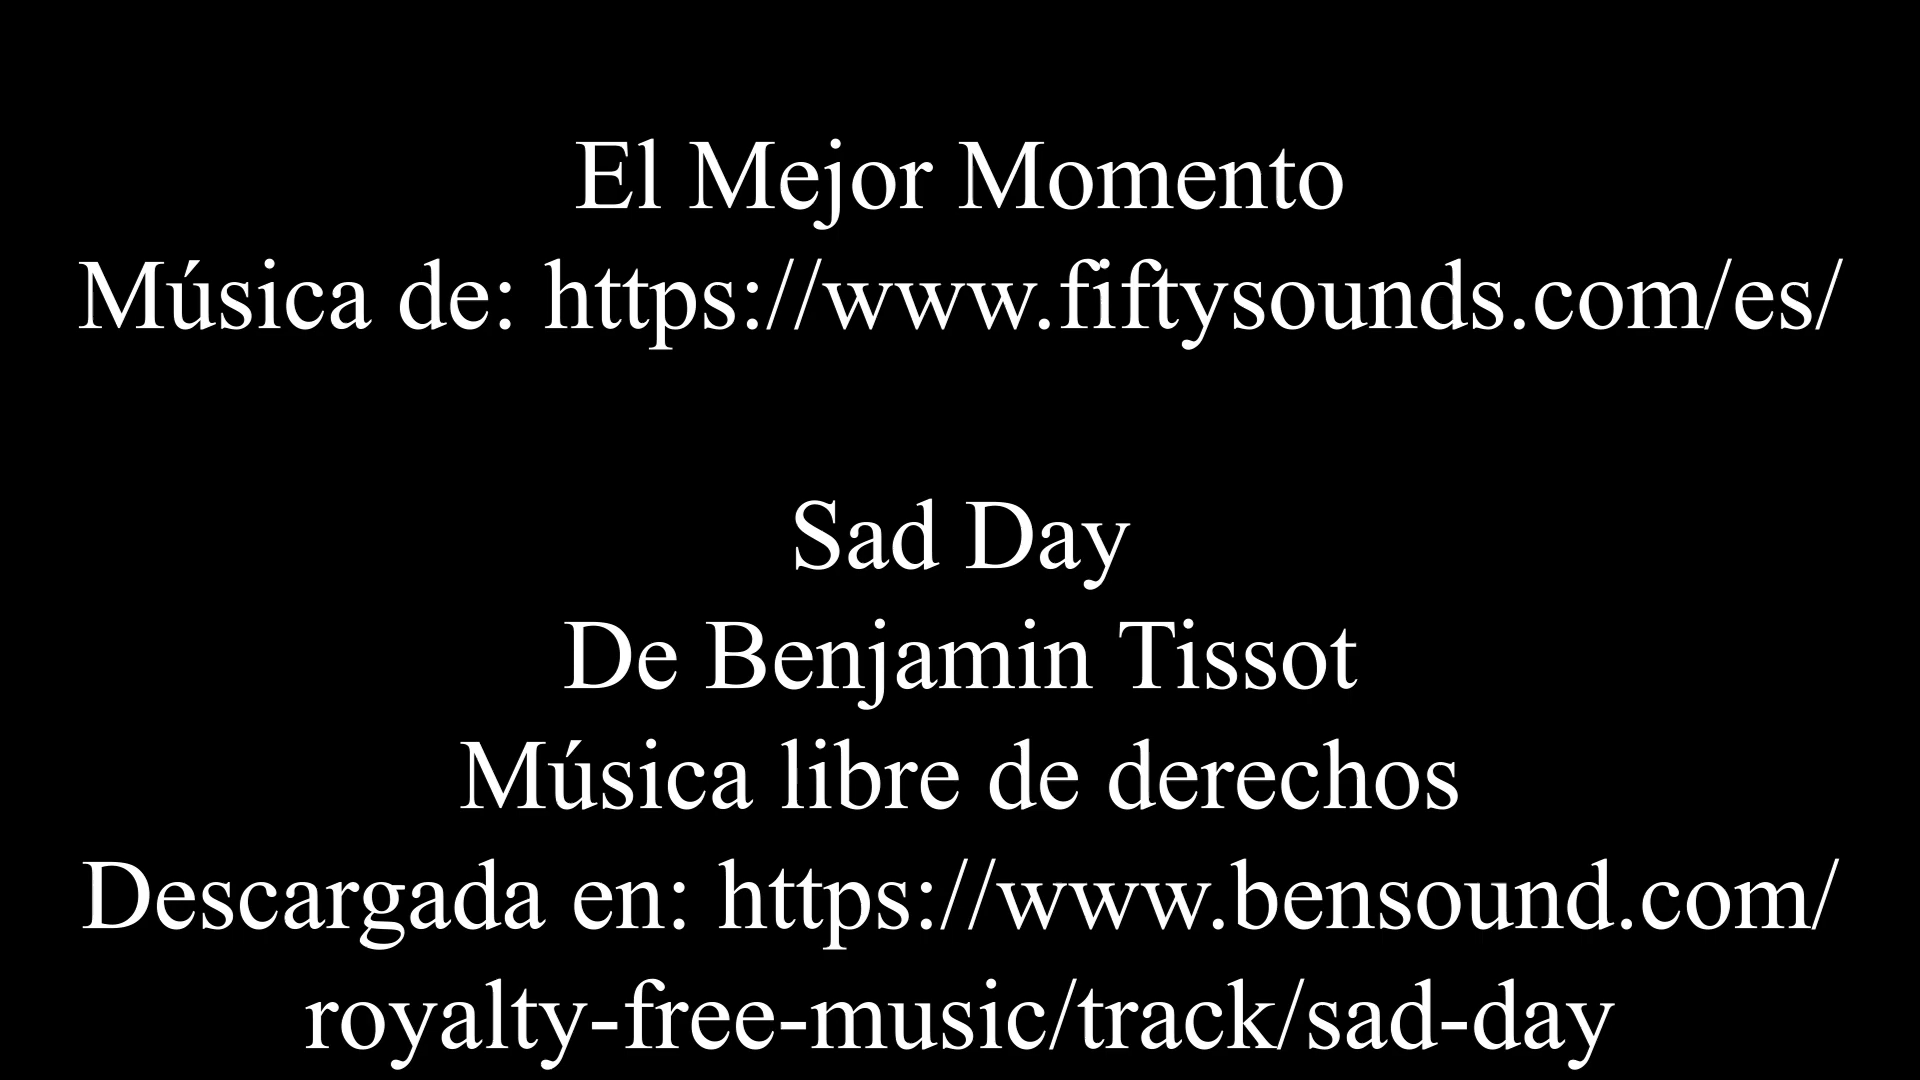 El Mejor Momento
Música de: https://www.fiftysounds.com/es/
Sad Day
De Benjamin Tissot
Música libre de derechos
Descargada en: https://www.bensound.com/
royalty-free-music/track/sad-day